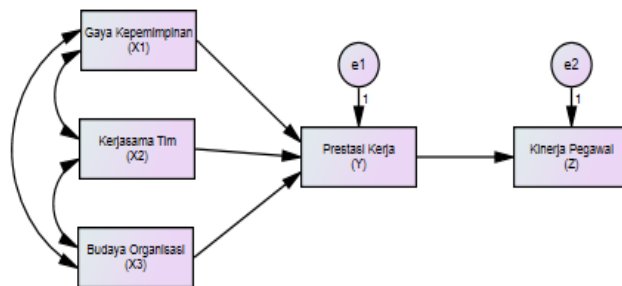 Gaya Kepemimpinan
(X1)
e1
e2
1
1
Kerjasama Tim
(X2)
Prestasi Kerja
(Y)
Kinerja Pegawai
(Z)
Budaya Organisasi
(X3)